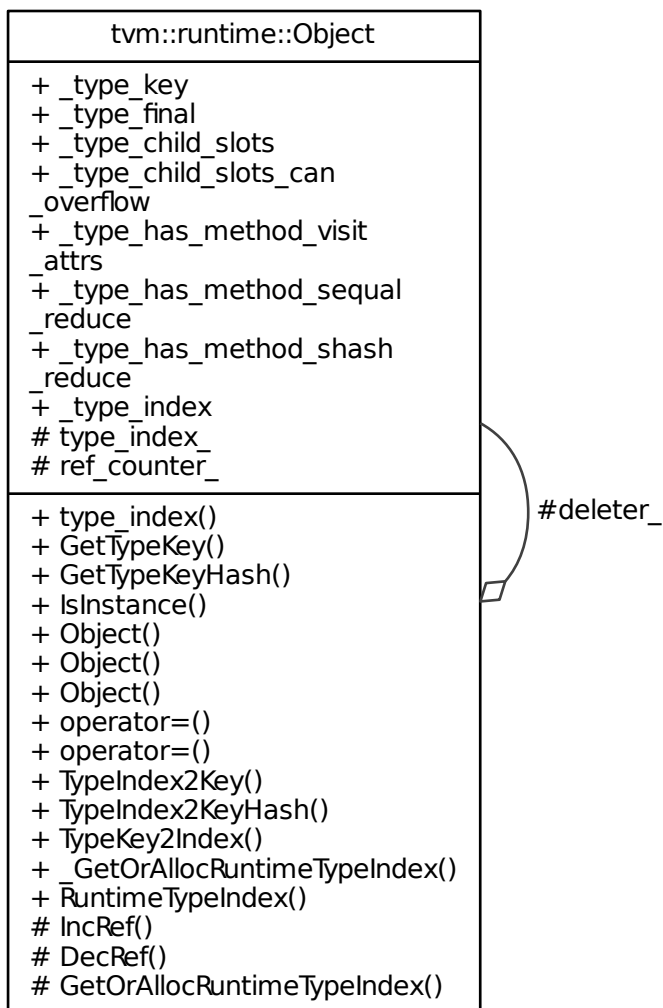 tvm::runtime::Object
+ _type_key
+ _type_final
+ _type_child_slots
+ _type_child_slots_can
_overflow
+ _type_has_method_visit
_attrs
+ _type_has_method_sequal
_reduce
+ _type_has_method_shash
_reduce
+ _type_index
# type_index_
# ref_counter_
+ type_index()
+ GetTypeKey()
+ GetTypeKeyHash()
+ IsInstance()
+ Object()
+ Object()
+ Object()
+ operator=()
+ operator=()
+ TypeIndex2Key()
+ TypeIndex2KeyHash()
+ TypeKey2Index()
+ _GetOrAllocRuntimeTypeIndex()
+ RuntimeTypeIndex()
# IncRef()
# DecRef()
# GetOrAllocRuntimeTypeIndex()
#deleter_